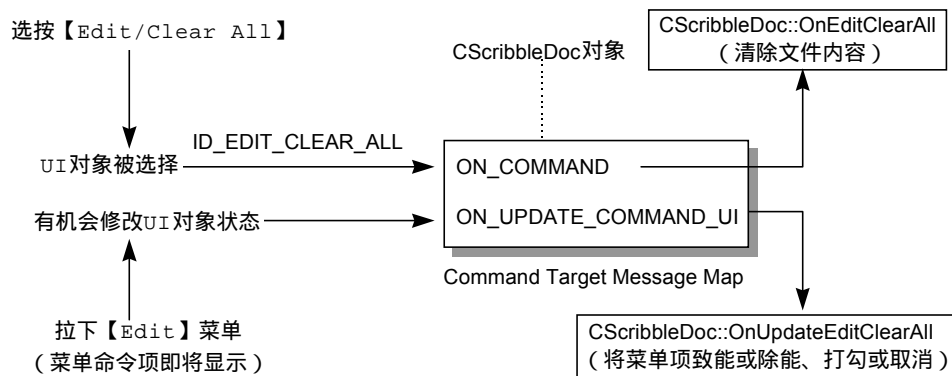 选按【Edit/Clear All】
CScribbleDoc对象
CScribbleDoc::OnEditClearAll
（清除文件内容）
ID_EDIT_CLEAR_ALL
UI对象被选择
ON_COMMAND
有机会修改UI对象状态
ON_UPDATE_COMMAND_UI
Command Target Message Map
拉下【Edit】菜单
（菜单命令项即将显示）
CScribbleDoc::OnUpdateEditClearAll
（将菜单项致能或除能、打勾或取消）